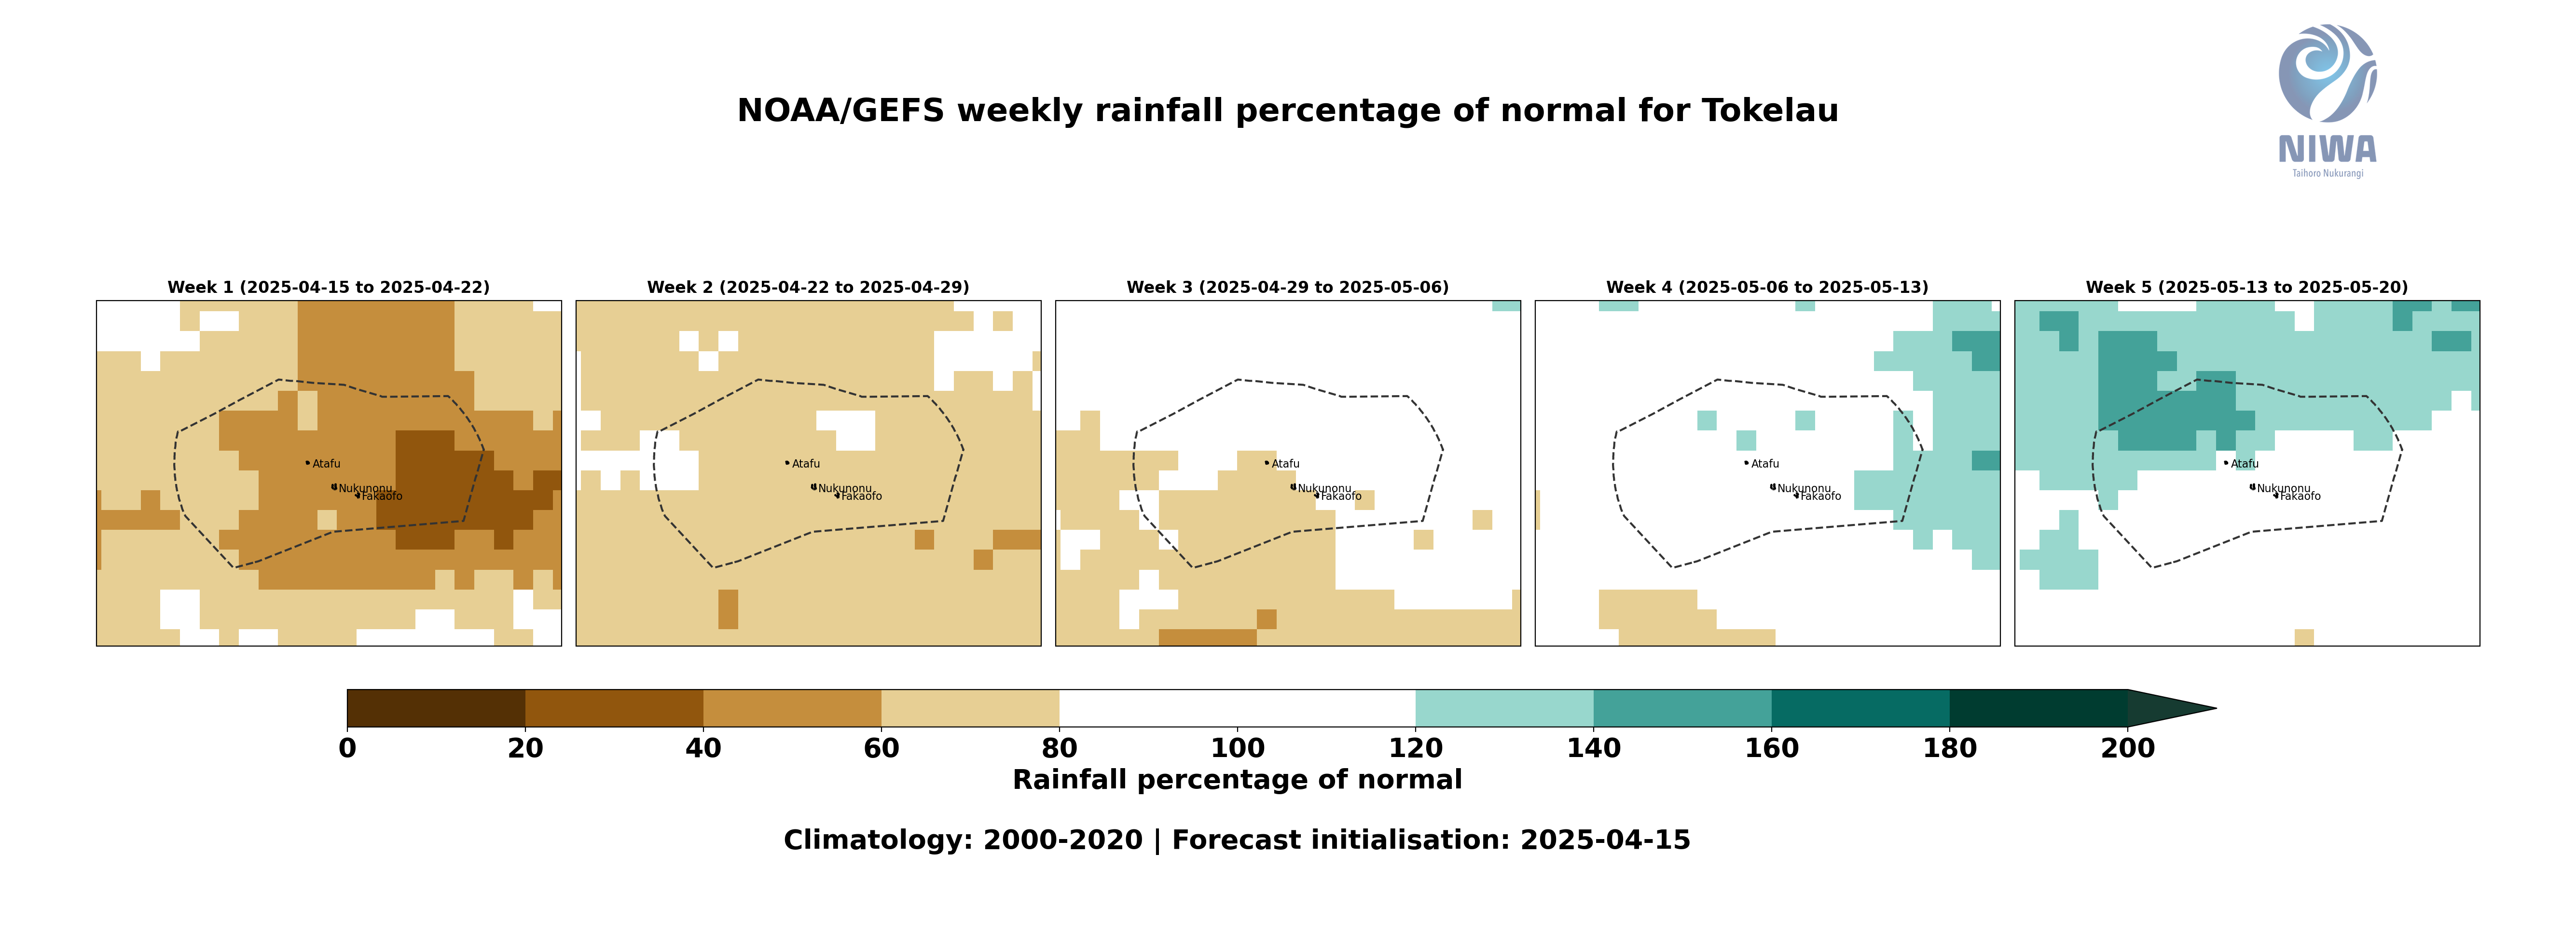 NOAA/GEFS weekly rainfall percentage of normal for Tokelau
NIWA
Taihoro Nukurangi
Week 1 (2025-04-15 to 2025-04-22)
Week 2 (2025-04-22 to 2025-04-29)
Week 3 (2025-04-29 to 2025-05-06)
Week 4 (2025-05-06 to 2025-05-13)
Week 5 (2025-05-13 to 2025-05-20)
Atafu
Nukunonu
Fakaofo
Atafu
Nukunonu
Fakaofo
Atafu
Nukunonu
Fakaofo
Atafu
Nukunonu
Fakaofo
Atafu
Nukunonu
Fakaofo
0 20 40 60 80 100 120 140 160 180 200
Rainfall percentage of normal
Climatology: 2000-2020 | Forecast initialisation: 2025-04-15